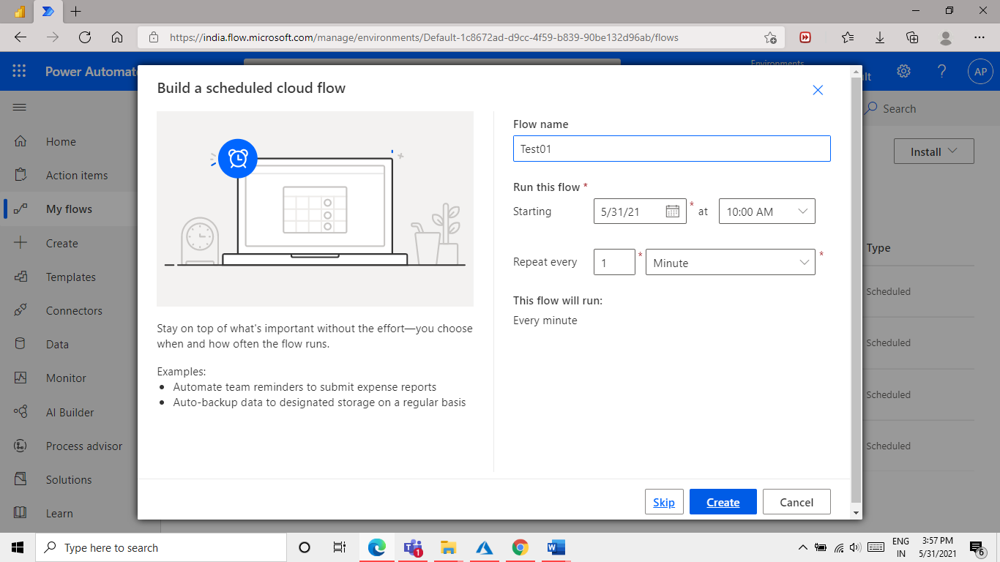 https://india.flow.microsoft.com/manage/environments/Default-1c8672ad-d9cc-4f59-b839-90be132d96ab/flows
Power Automat
Environments
ult
AP
Build a scheduled cloud flow
Search
Install
Home
Action items
My flows
Create
Templates
Connectors
Data
Monitor
AI Builder
Process advisor
Solutions
Learn
Stay on top of what's important without the effort—you choose
when and how often the flow runs.
Examples:
• Automate team reminders to submit expense reports
• Auto-backup data to designated storage on a regular basis
Flow name
Test01
Run this flow *
Starting 5/31/21 * at 10:00 AM
Repeat every 1 * Minute *
This flow will run:
Every minute
Type
Scheduled
Scheduled
Scheduled
Scheduled
Skip Create Cancel
Type here to search
1
ENG
IN
3:57 PM
5/31/2021
6